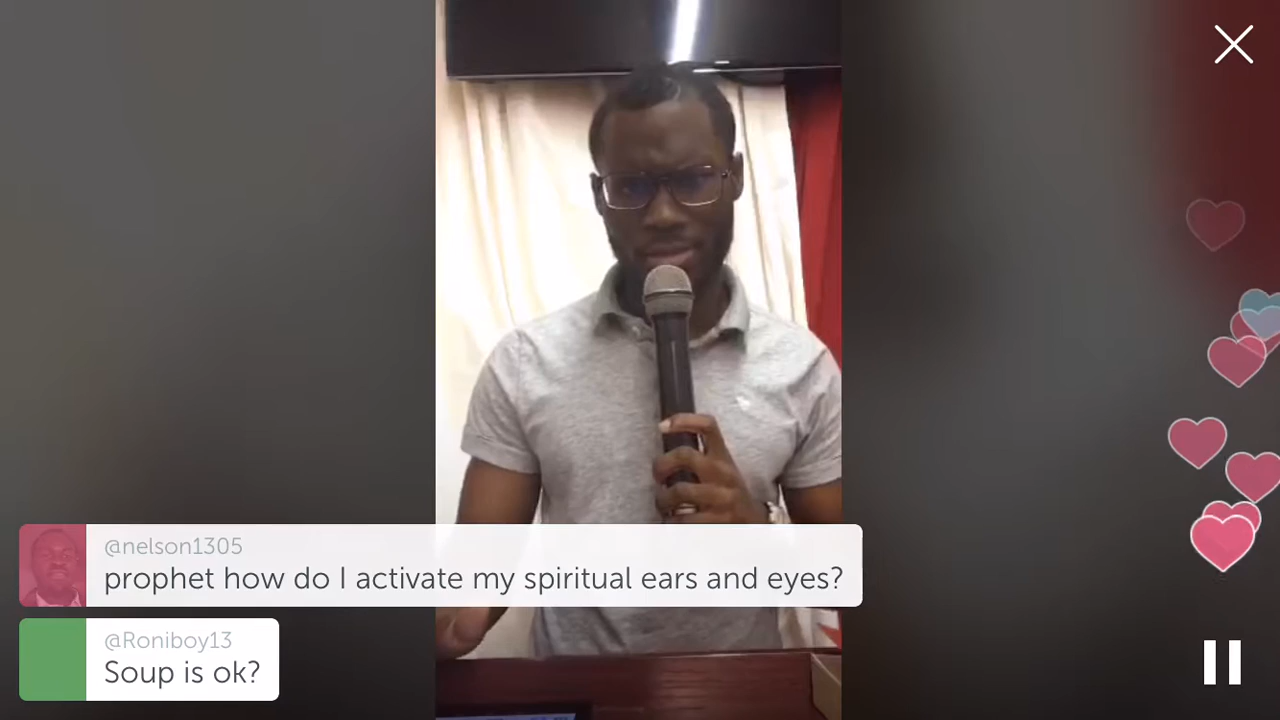 @nelson1305
prophet how do I activate my spiritual ears and eyes?
@Roniboy13
Soup is ok?